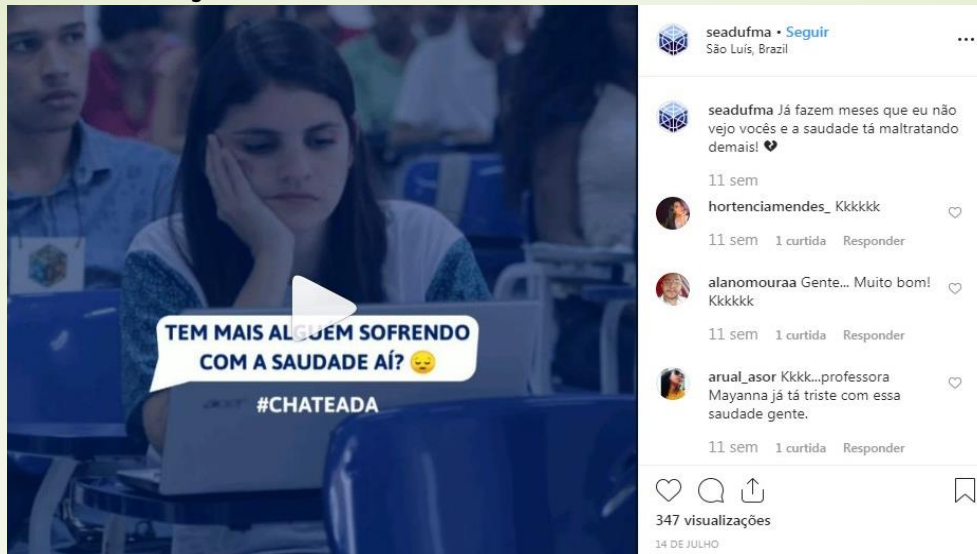 seadufma • Seguir
São Luís, Brazil
seadufma Já fazem meses que eu não
vejo vocês e a saudade tá maltratando
demais! 💔
11 sem
hortenciamendes_ Kkkkkk
11 sem 1 curtida Responder
alanomouraa Gente... Muito bom!
Kkkkkk
11 sem 1 curtida Responder
arual_asor Kkkk...professora
Mayanna já tá triste com essa
saudade gente.
11 sem 1 curtida Responder
347 visualizações
14 DE JULHO
TEM MAIS ALGUÉM SOFRENDO
COM A SAUDADE AÍ? 😔
#CHATEADA
acer